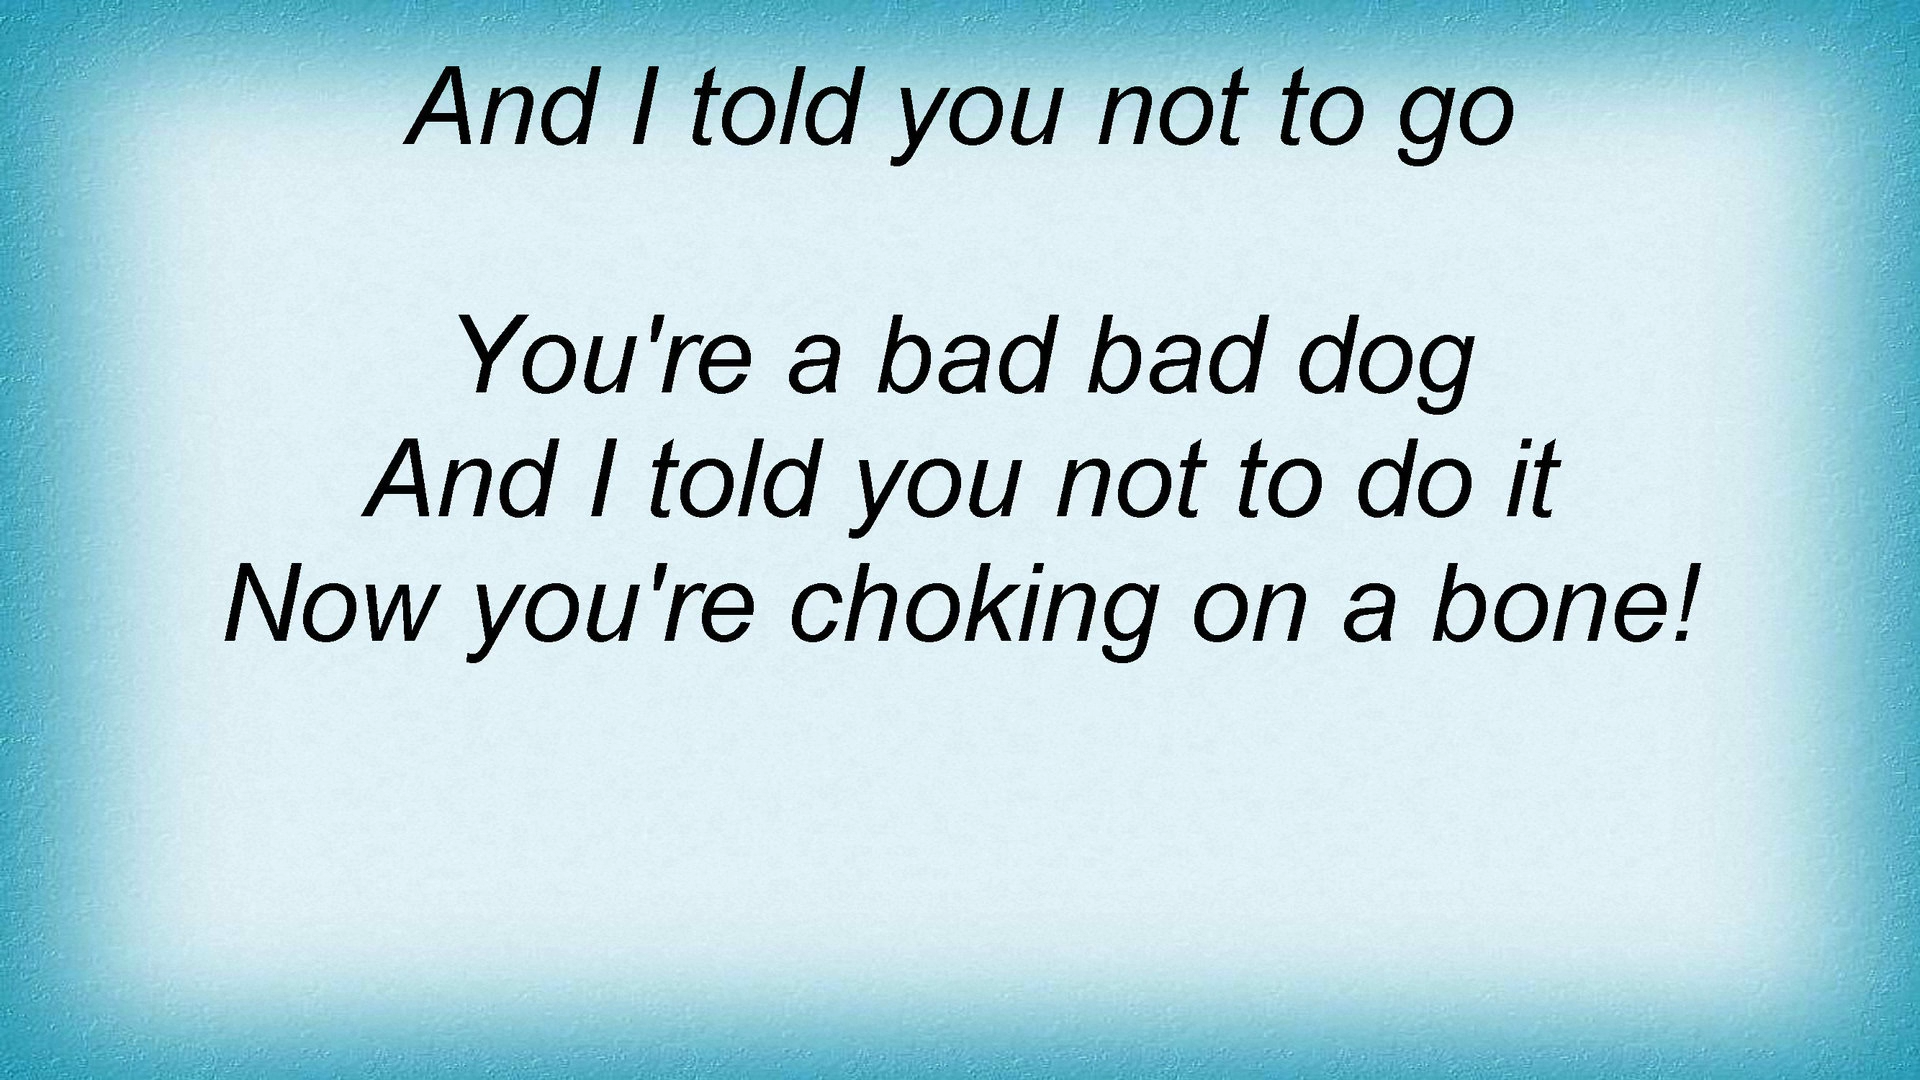 And I told you not to go
You're a bad bad dog
And I told you not to do it
Now you're choking on a bone!